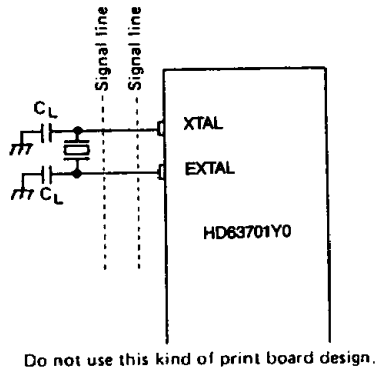 Signal line
Signal line
CL
XTAL
EXTAL
CL
HD63701Y0
Do not use this kind of print board design.